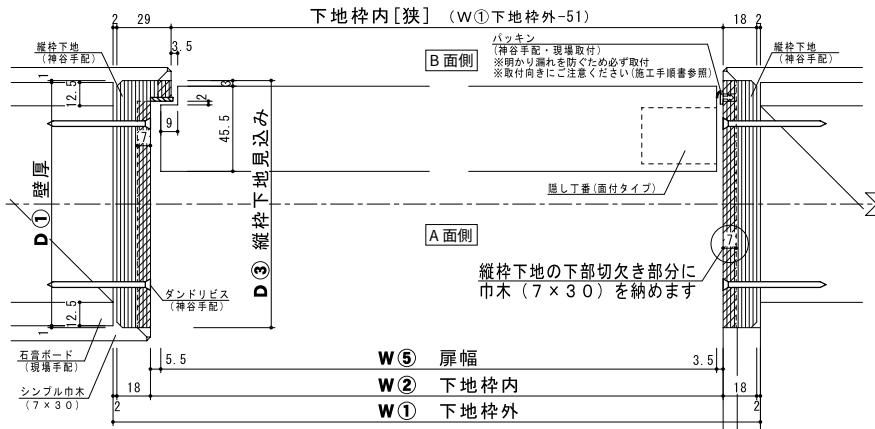 下地枠内[狭] (W①下地枠外-51)
2
29
18
2
3.5
縦枠下地
(神谷手配)
B面側
パッキン
(神谷手配・現場取付)
※明かり漏れを防ぐため必ず取付
※取付向きにご注意ください(施工手順書参照)
縦枠下地
(神谷手配)
1
12.5
3
2
9
45.5
7
D① 壁厚
D③ 縦枠下地見込み
隠し丁番(面付タイプ)
A面側
7
縦枠下地の下部切欠き部分に
巾木(7×30)を納めます
ダンドリビス
(神谷手配)
12.5
1
石膏ボード
(現場手配)
シンプル巾木
(7×30)
5.5
W⑤ 扉幅
3.5
18
W② 下地枠内
18
2
W① 下地枠外
2